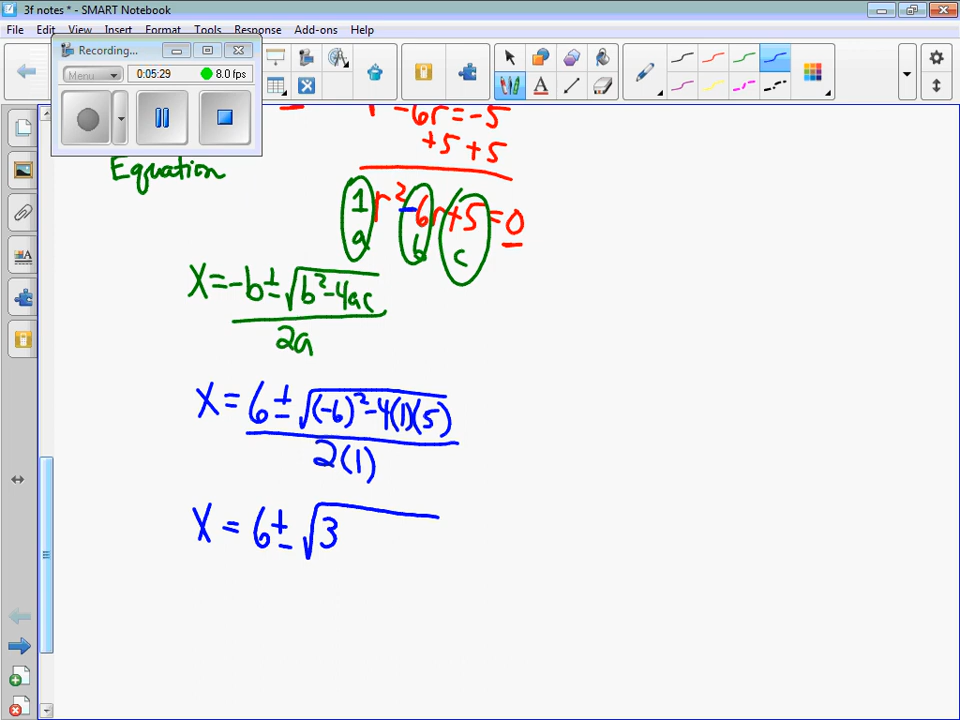 3f notes * - SMART Notebook
File Edit View Insert Format Tools Response Add-ons Help
Recording...
Menu 0:05:29 8.0 fps
-6r = -5
+5 +5
Equation
1r²-6r+5=0
a b c
X=-b±√b²-4ac
2a
X=6±√(-6)²-4(1)(5)
2(1)
X=6±√3